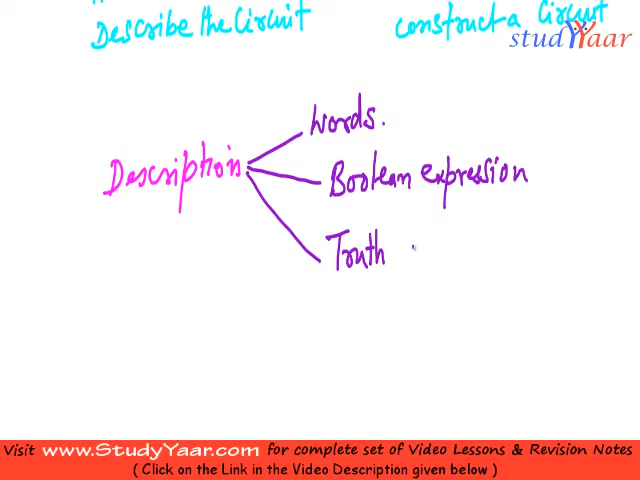 Describe the Circuit
construct a Circuit
studYYaar
Words.
Description
Boolean expression
Truth
Visit www.StudyYaar.com for complete set of Video Lessons & Revision Notes
( Click on the Link in the Video Description given below )